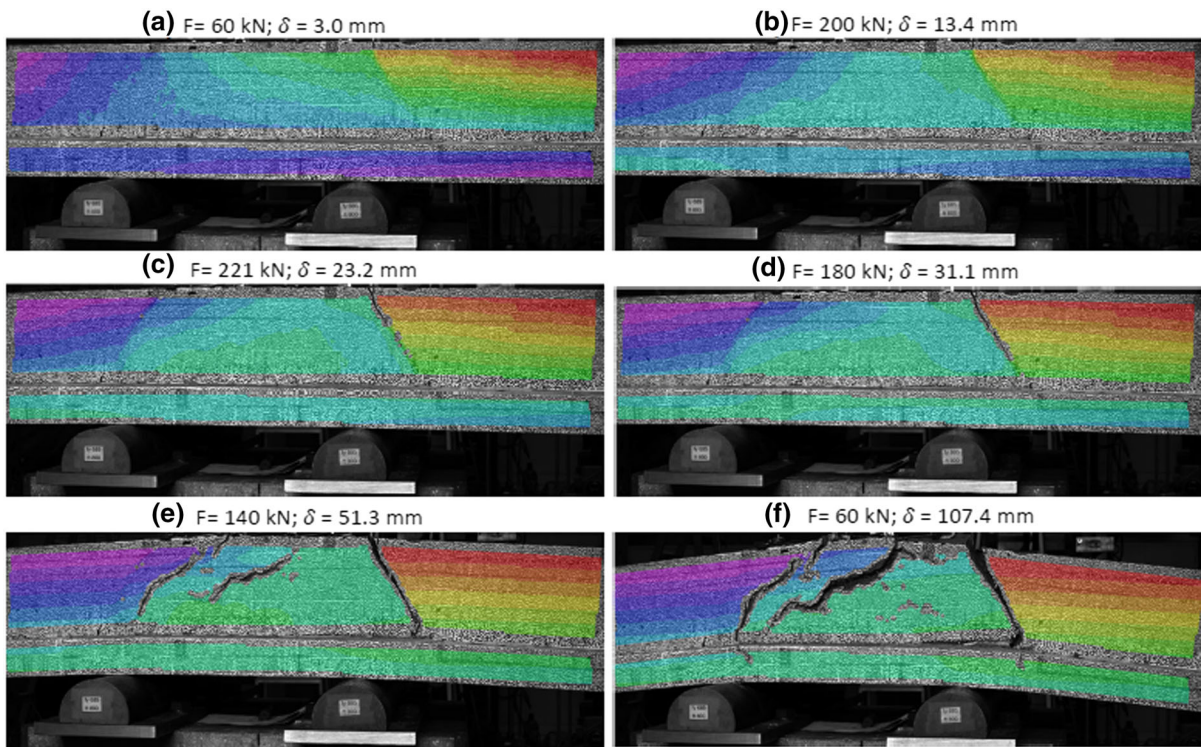 (a) F= 60 kN; δ = 3.0 mm
(b) F= 200 kN; δ = 13.4 mm
(c) F= 221 kN; δ = 23.2 mm
(d) F= 180 kN; δ = 31.1 mm
(e) F= 140 kN; δ = 51.3 mm
(f) F= 60 kN; δ = 107.4 mm